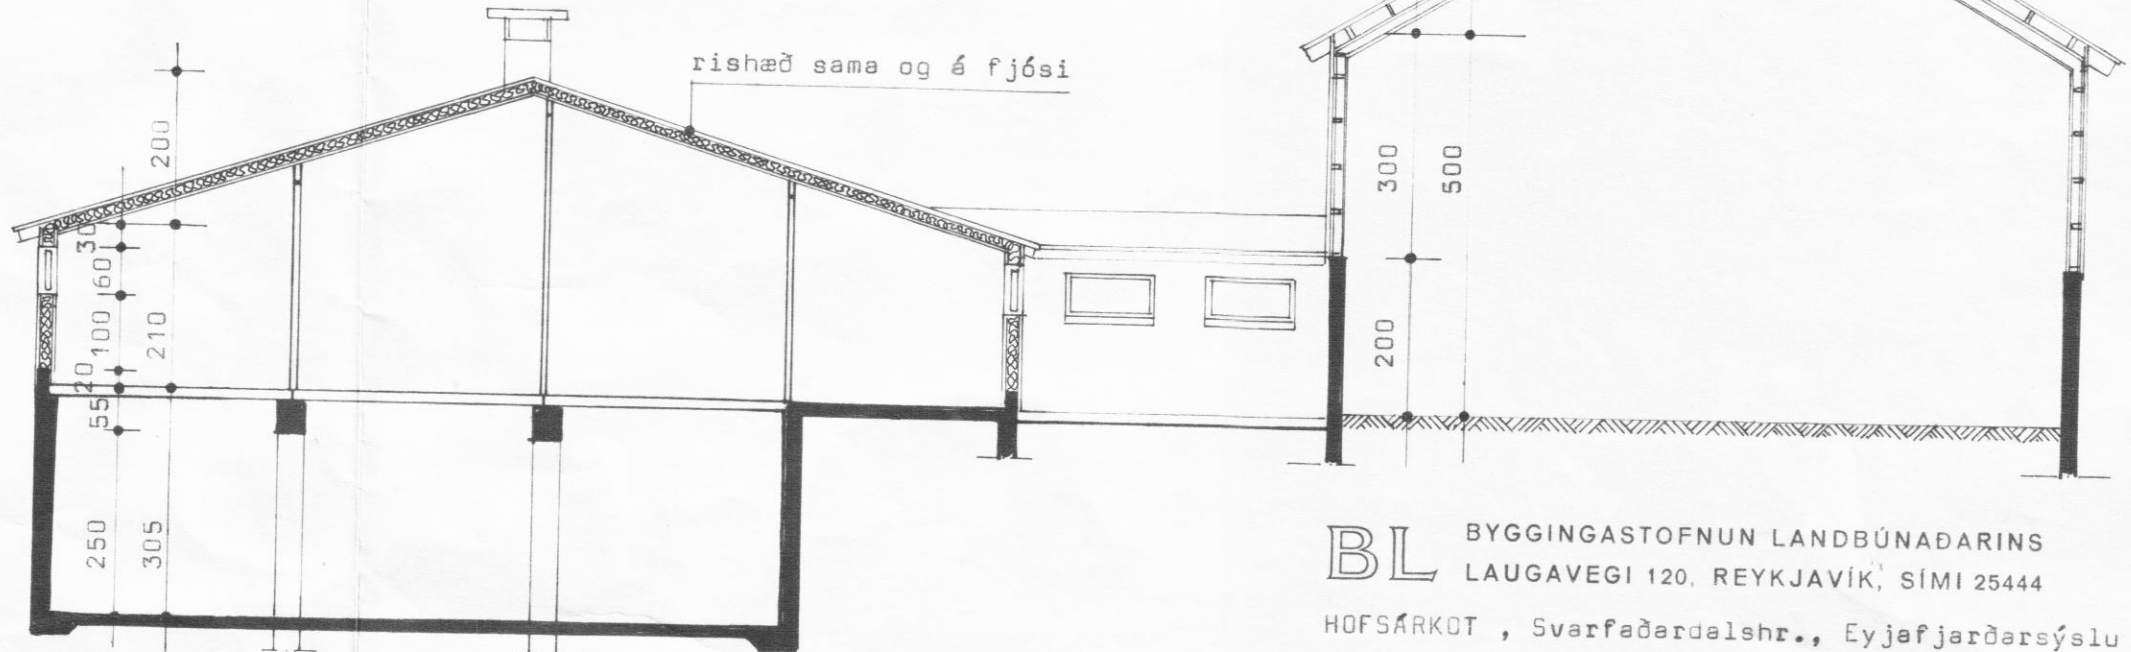 rishæð sama og á fjósi
200
30
60
100
210
20
55
250
305
300
500
200
BL
BYGGINGASTOFNUN LANDBÚNAÐARINS
LAUGAVEGI 120, REYKJAVÍK, SÍMI 25444
HOFSÁRKOT , Svarfaðardalshr., Eyjafjarðarsýslu